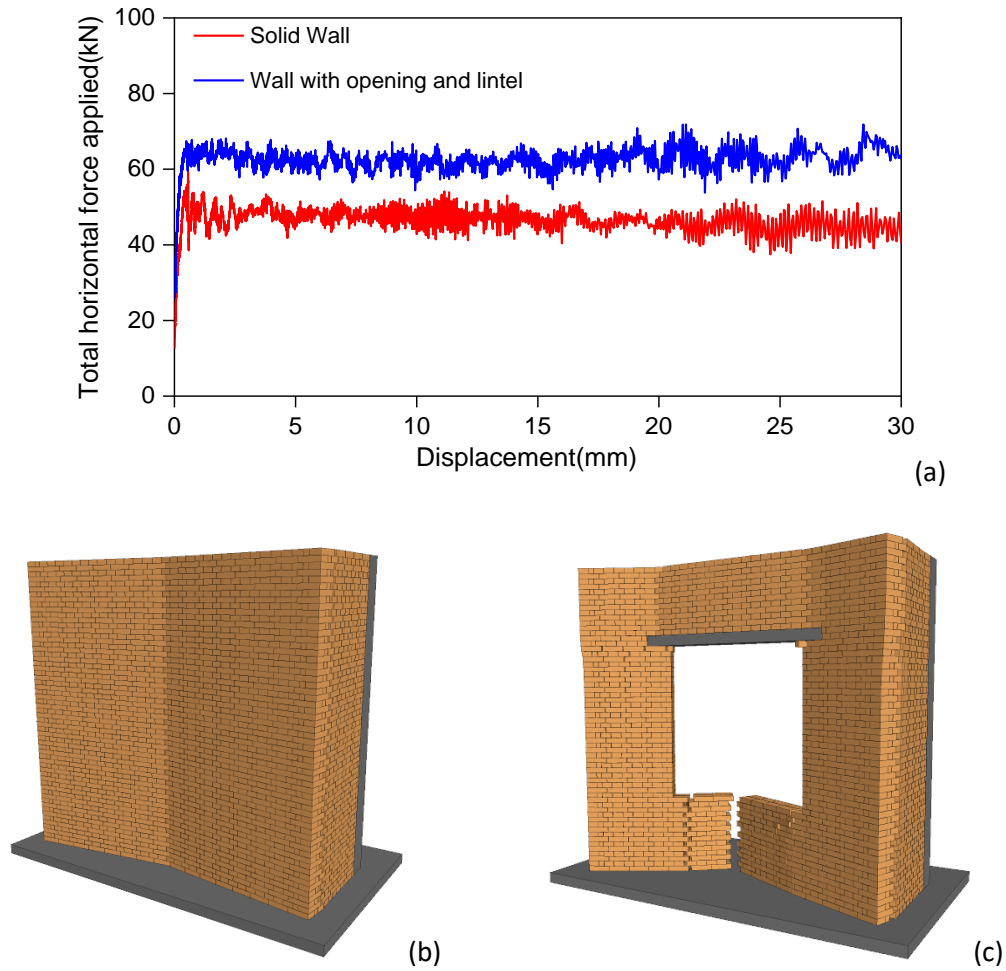 Total horizontal force applied(kN)
100
80
60
40
20
0
Solid Wall
Wall with opening and lintel
0 5 10 15 20 25 30
Displacement(mm)
(a)
(b) (c)